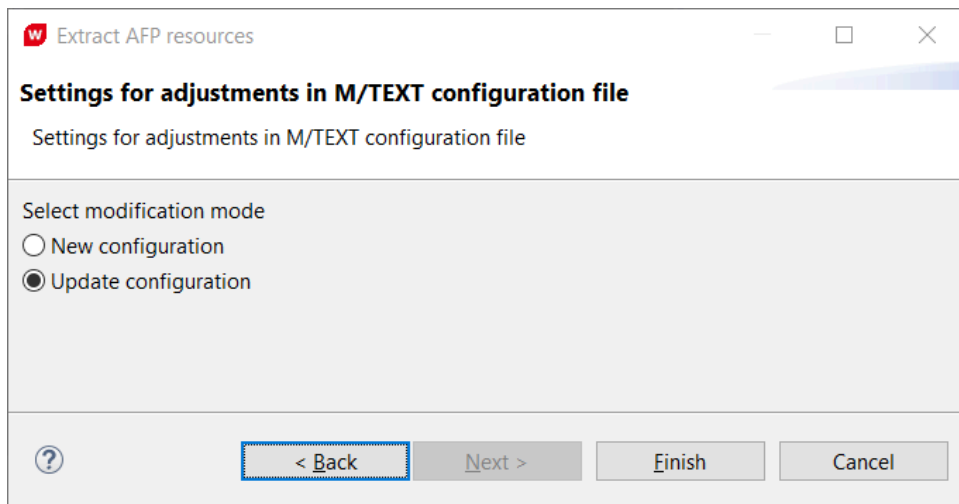 W Extract AFP resources
Settings for adjustments in M/TEXT configuration file
Settings for adjustments in M/TEXT configuration file
Select modification mode
New configuration
Update configuration
? < Back Next > Finish Cancel